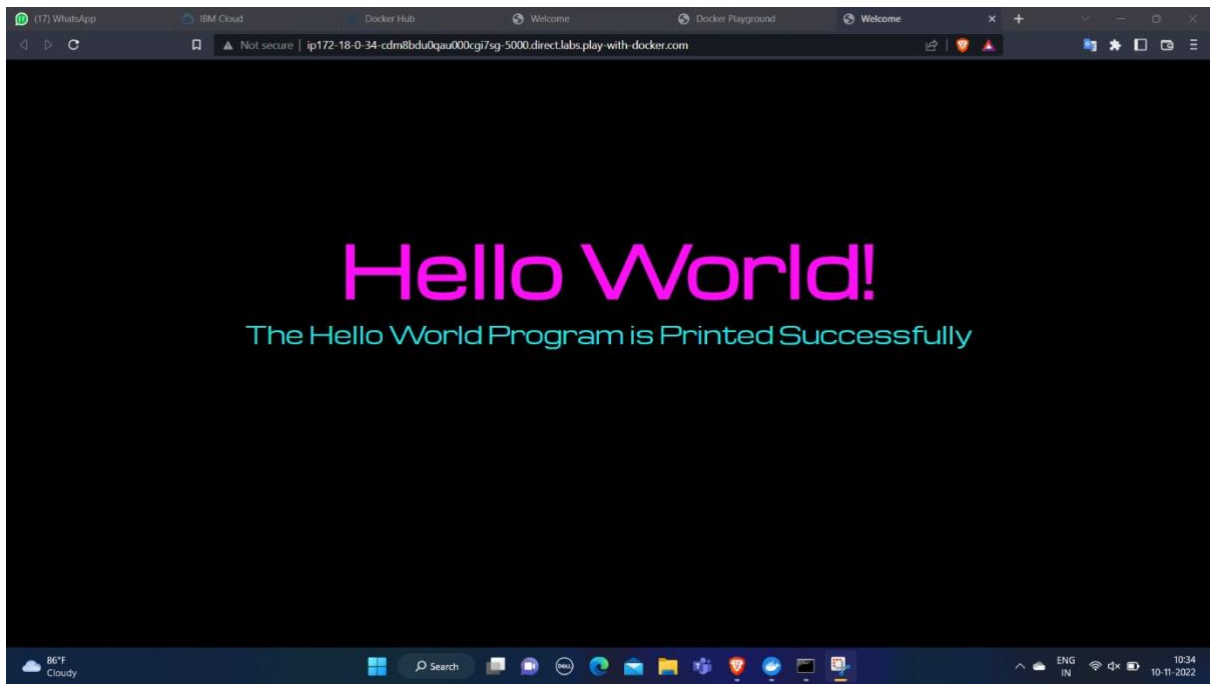 (17) WhatsApp
IBM Cloud
Docker Hub
Welcome
Docker Playground
Welcome
Not secure | ip172-18-0-34-cdm8bdu0qau000cgi7sg-5000.direct.labs.play-with-docker.com
Hello World!
The Hello World Program is Printed Successfully
86°F
Cloudy
Search
DELL
ENG
IN
10:34
10-11-2022